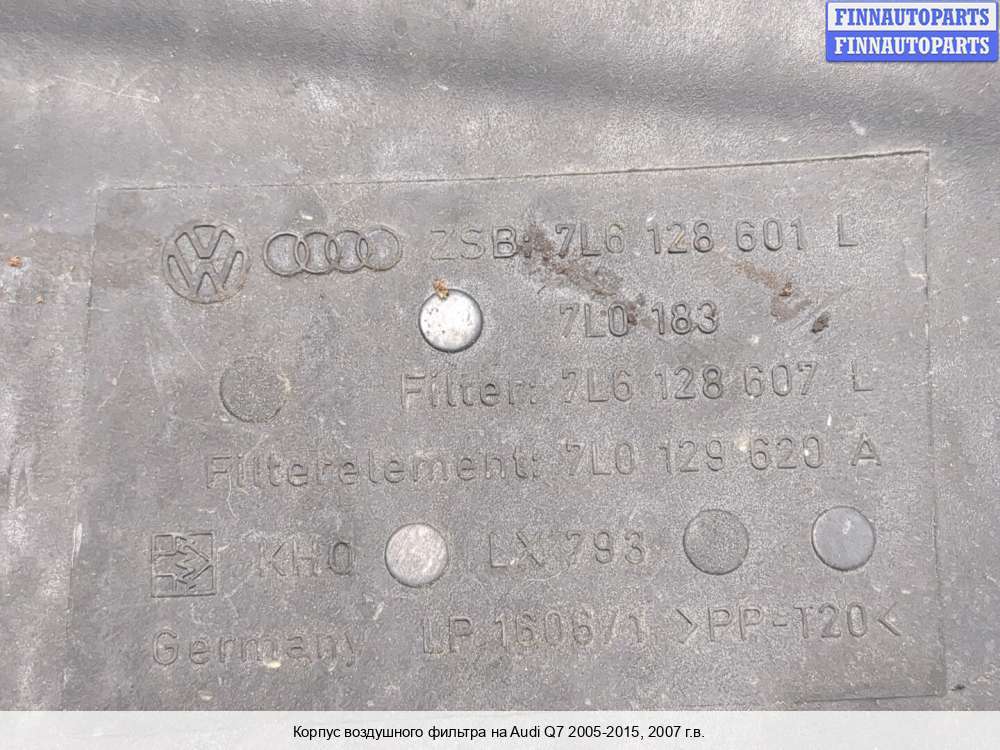 FINNAUTOPARTS
FINNAUTOPARTS
ZSB: 7L6 128 601 L
7L0 183
Filter: 7L6 128 607 L
Filterelement: 7L0 129 620 A
LX 793
Germany LP 1606/1 >PP-T20<
Корпус воздушного фильтра на Audi Q7 2005-2015, 2007 г.в.